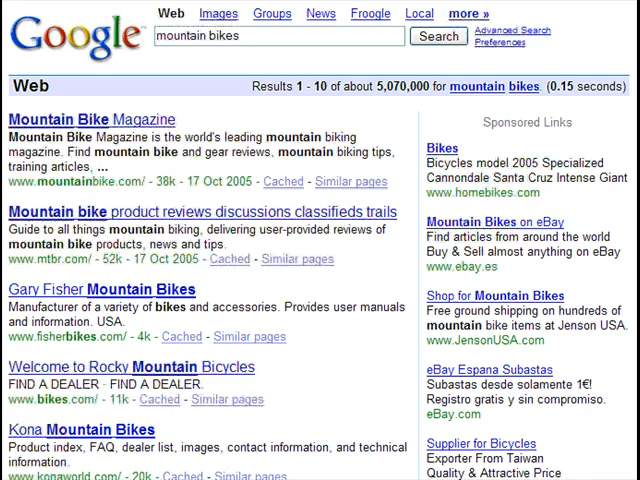 Web Images Groups News Froogle Local more »
Google™
mountain bikes Search Advanced Search
Preferences
Web Results 1 - 10 of about 5,070,000 for mountain bikes. (0.15 seconds)
Mountain Bike Magazine
Mountain Bike Magazine is the world's leading mountain biking
magazine. Find mountain bike and gear reviews, mountain biking tips,
training articles, ...
www.mountainbike.com/ - 38k - 17 Oct 2005 - Cached - Similar pages
Mountain bike product reviews discussions classifieds trails
Guide to all things mountain biking, delivering user-provided reviews of
mountain bike products, news and tips.
www.mtbr.com/ - 52k - 17 Oct 2005 - Cached - Similar pages
Gary Fisher Mountain Bikes
Manufacturer of a variety of bikes and accessories. Provides user manuals
and information. USA.
www.fisherbikes.com/ - 4k - Cached - Similar pages
Welcome to Rocky Mountain Bicycles
FIND A DEALER · FIND A DEALER.
www.bikes.com/ - 11k - Cached - Similar pages
Kona Mountain Bikes
Product index, FAQ, dealer list, images, contact information, and technical
information.
www.konaworld.com/ - 20k - Cached - Similar pages
Sponsored Links
Bikes
Bicycles model 2005 Specialized
Cannondale Santa Cruz Intense Giant
www.homebikes.com
Mountain Bikes on eBay
Find articles from around the world
Buy & Sell almost anything on eBay
www.ebay.es
Shop for Mountain Bikes
Free ground shipping on hundreds of
mountain bike items at Jenson USA.
www.JensonUSA.com
eBay Espana Subastas
Subastas desde solamente 1€!
Registro gratis y sin compromiso.
eBay.com
Supplier for Bicycles
Exporter From Taiwan
Quality & Attractive Price